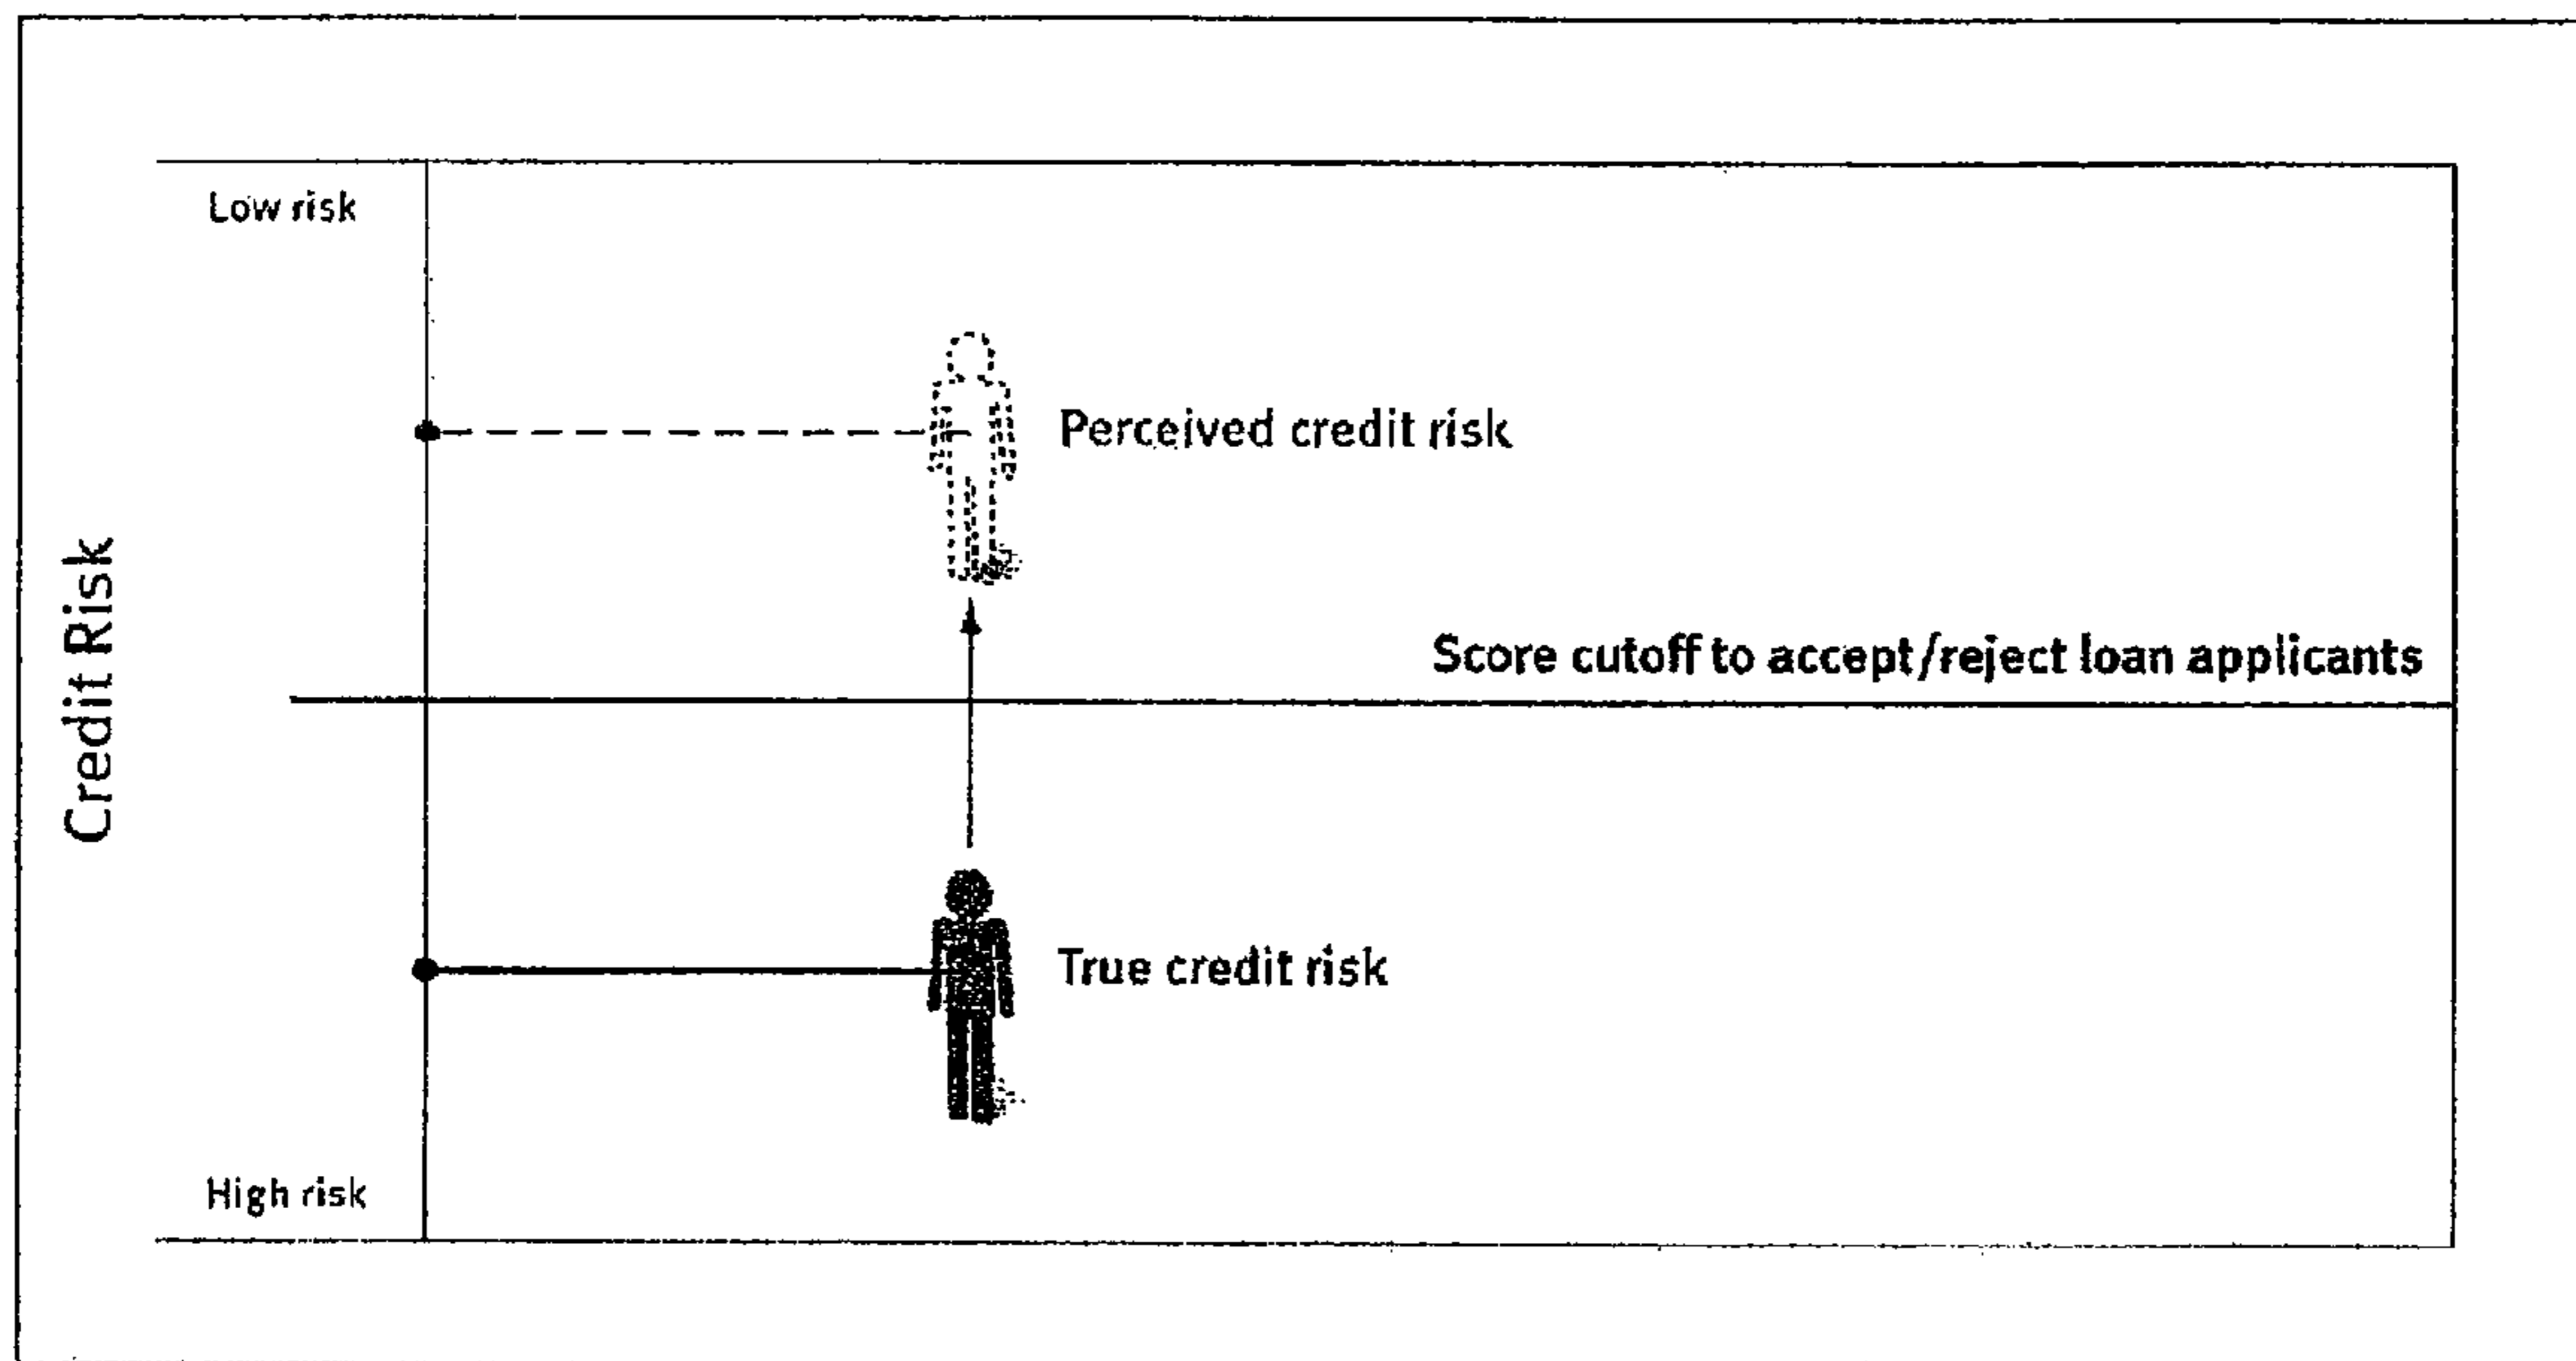 Low risk
Perceived credit risk
Score cutoff to accept/reject loan applicants
Credit Risk
True credit risk
High risk